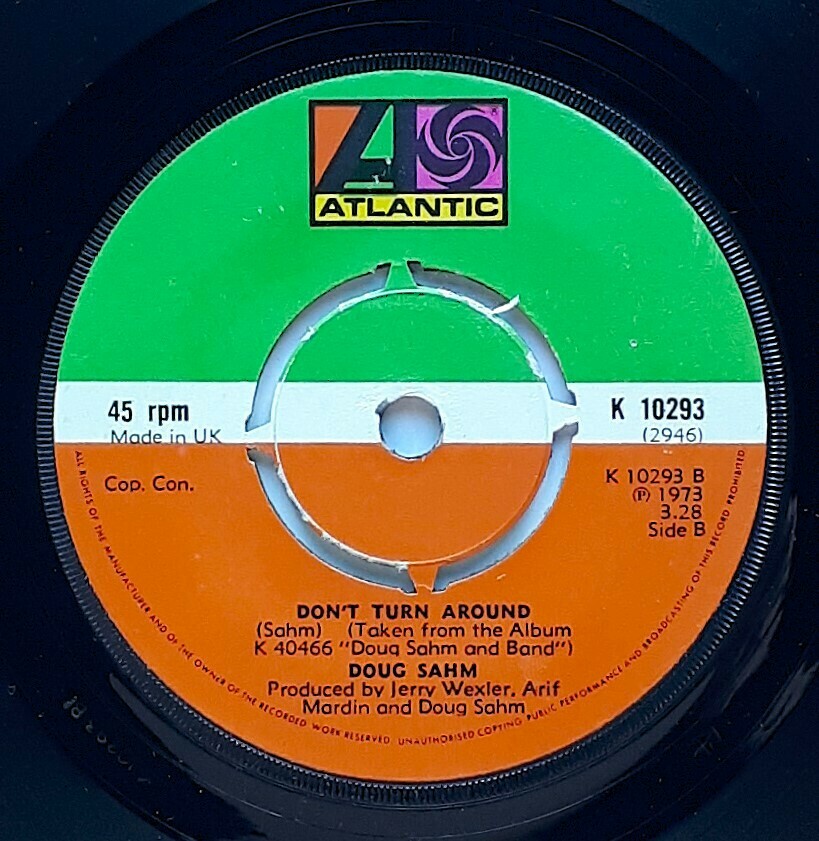 ATLANTIC
45 rpm
Made in UK
K 10293
(2946)
Cop. Con.
K 10293 B
℗ 1973
3.28
Side B
DON'T TURN AROUND
(Sahm) (Taken from the Album
K 40466 "Doug Sahm and Band")
DOUG SAHM
Produced by Jerry Wexler, Arif
Mardin and Doug Sahm
ALL RIGHTS OF THE MANUFACTURER AND OF THE OWNER OF THE RECORDED WORK RESERVED. UNAUTHORISED COPYING PUBLIC PERFORMANCE AND BROADCASTING OF THIS RECORD PROHIBITED